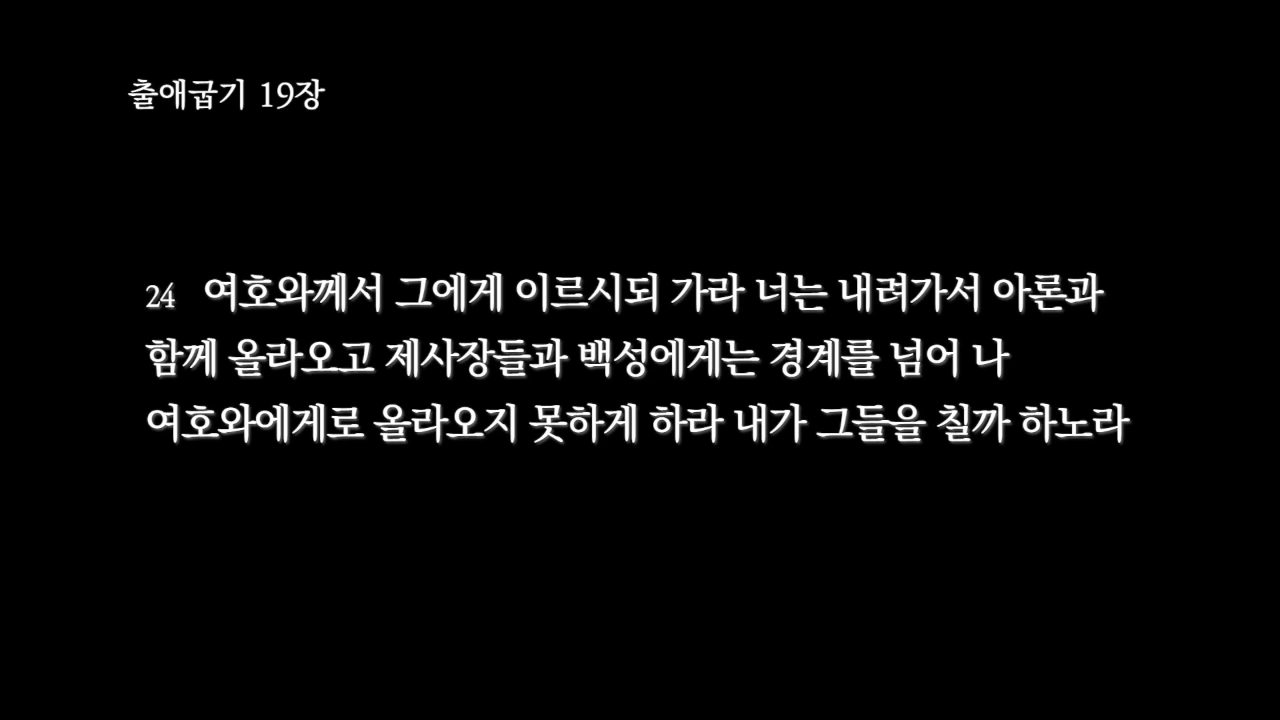 출애굽기 19장
24 여호와께서 그에게 이르시되 가라 너는 내려가서 아론과
함께 올라오고 제사장들과 백성에게는 경계를 넘어 나
여호와에게로 올라오지 못하게 하라 내가 그들을 칠까 하노라